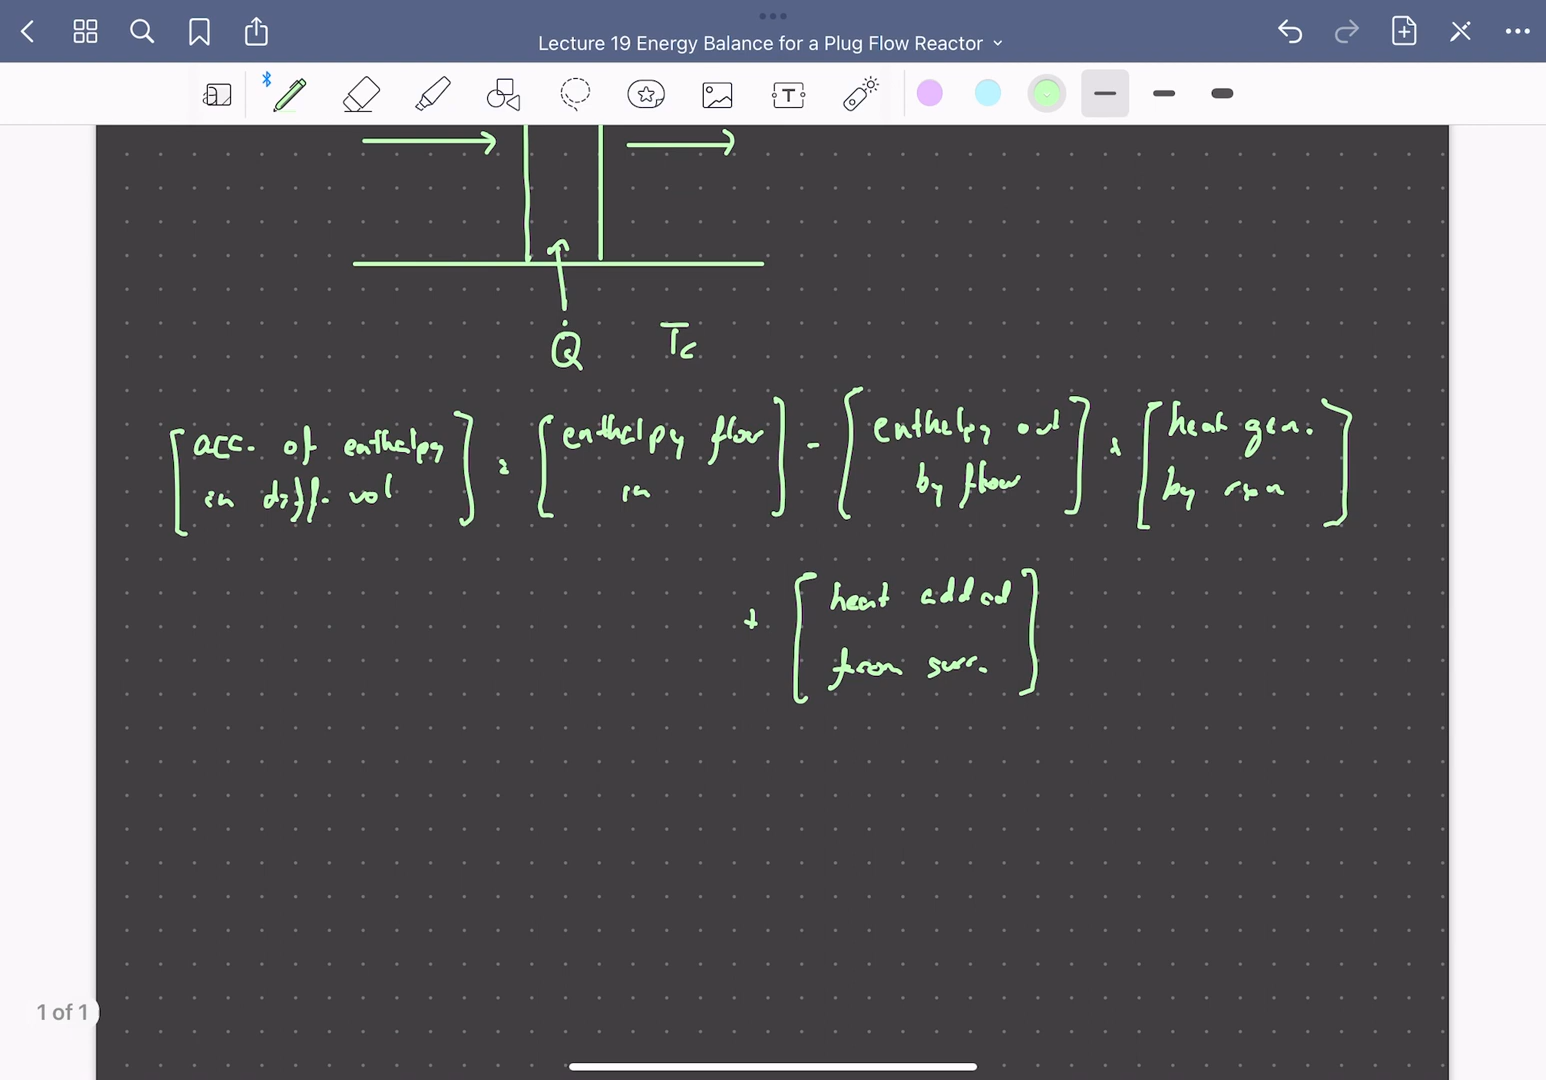 Lecture 19 Energy Balance for a Plug Flow Reactor
T
Q̇ T_c
[acc. of enthalpy in diff. vol] = [enthalpy flow in] - [enthalpy out by flow] + [heat gen. by rxn]
+ [heat added from surr.]
1 of 1